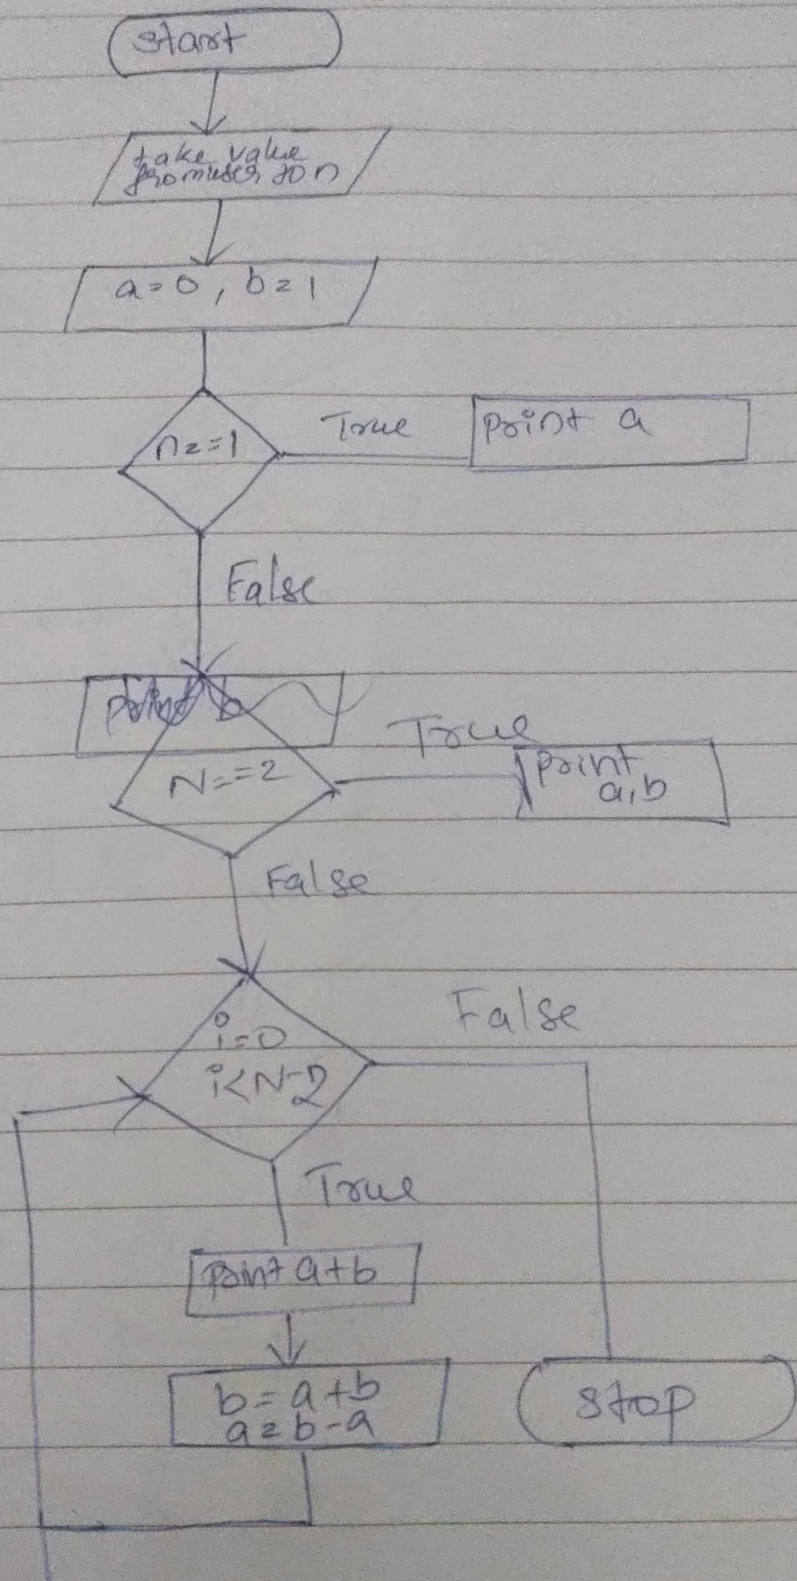 start
take value
from user to n
a=0, b=1
n==1
True
print a
False
True
N==2
print
a,b
False
i=0
i<N-2
False
True
print a+b
b=a+b
a=b-a
stop